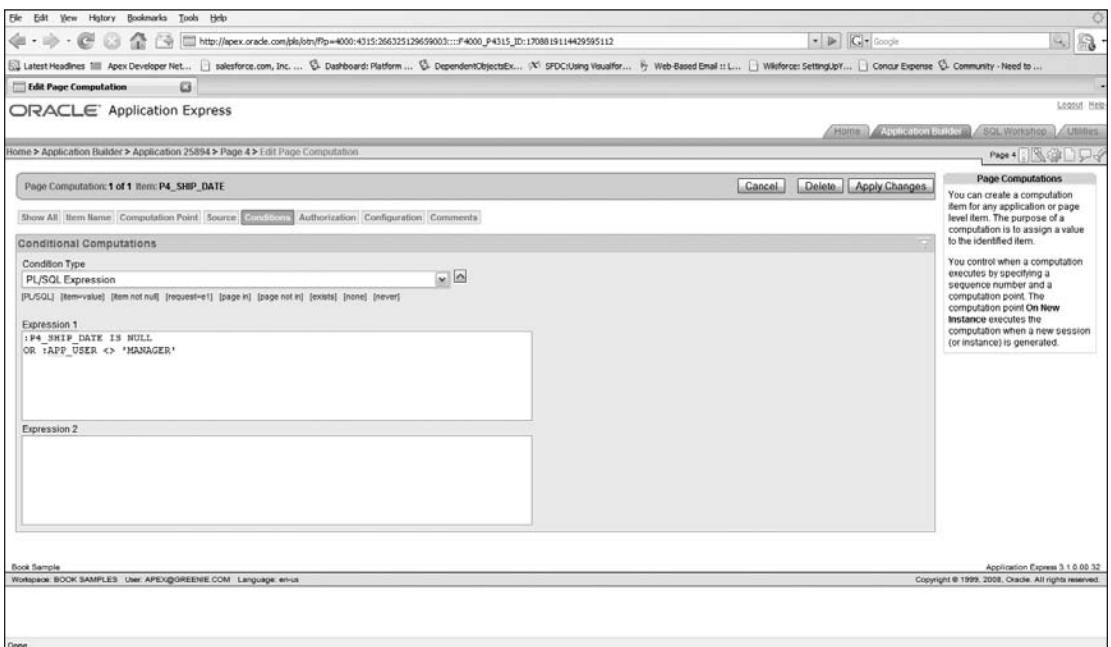 File Edit View History Bookmarks Tools Help
http://apex.oracle.com/pls/otn/f?p=4000:4315:266325129659003::::F4000_P4315_ID:1708819114429595112
Google
Latest Headlines Apex Developer Net... salesforce.com, Inc. ... Dashboard: Platform ... DependentObjectsEx... SFDC:Using Visualfor... Web-Based Email :: L... Wikiforce: SettingUpY... Concur Expense Community - Need to ...
Edit Page Computation
ORACLE Application Express
Logout Help
Home Application Builder SQL Workshop Utilities
Home > Application Builder > Application 25894 > Page 4 > Edit Page Computation
Page 4
Page Computation: 1 of 1 Item: P4_SHIP_DATE
Cancel Delete Apply Changes
Show All Item Name Computation Point Source Conditions Authorization Configuration Comments
Conditional Computations
Condition Type
PL/SQL Expression
[PL/SQL] [item=value] [item not null] [request=e1] [page in] [page not in] [exists] [none] [never]
Expression 1
:P4_SHIP_DATE IS NULL
OR :APP_USER <> 'MANAGER'
Expression 2
Page Computations
You can create a computation
item for any application or page
level item. The purpose of a
computation is to assign a value
to the identified item.
You control when a computation
executes by specifying a
sequence number and a
computation point. The
computation point On New
Instance executes the
computation when a new session
(or instance) is generated.
Book Sample
Application Express 3.1.0.00.32
Workspace: BOOK SAMPLES User: APEX@GREENIE.COM Language: en-us
Copyright © 1999, 2008, Oracle. All rights reserved.
Done